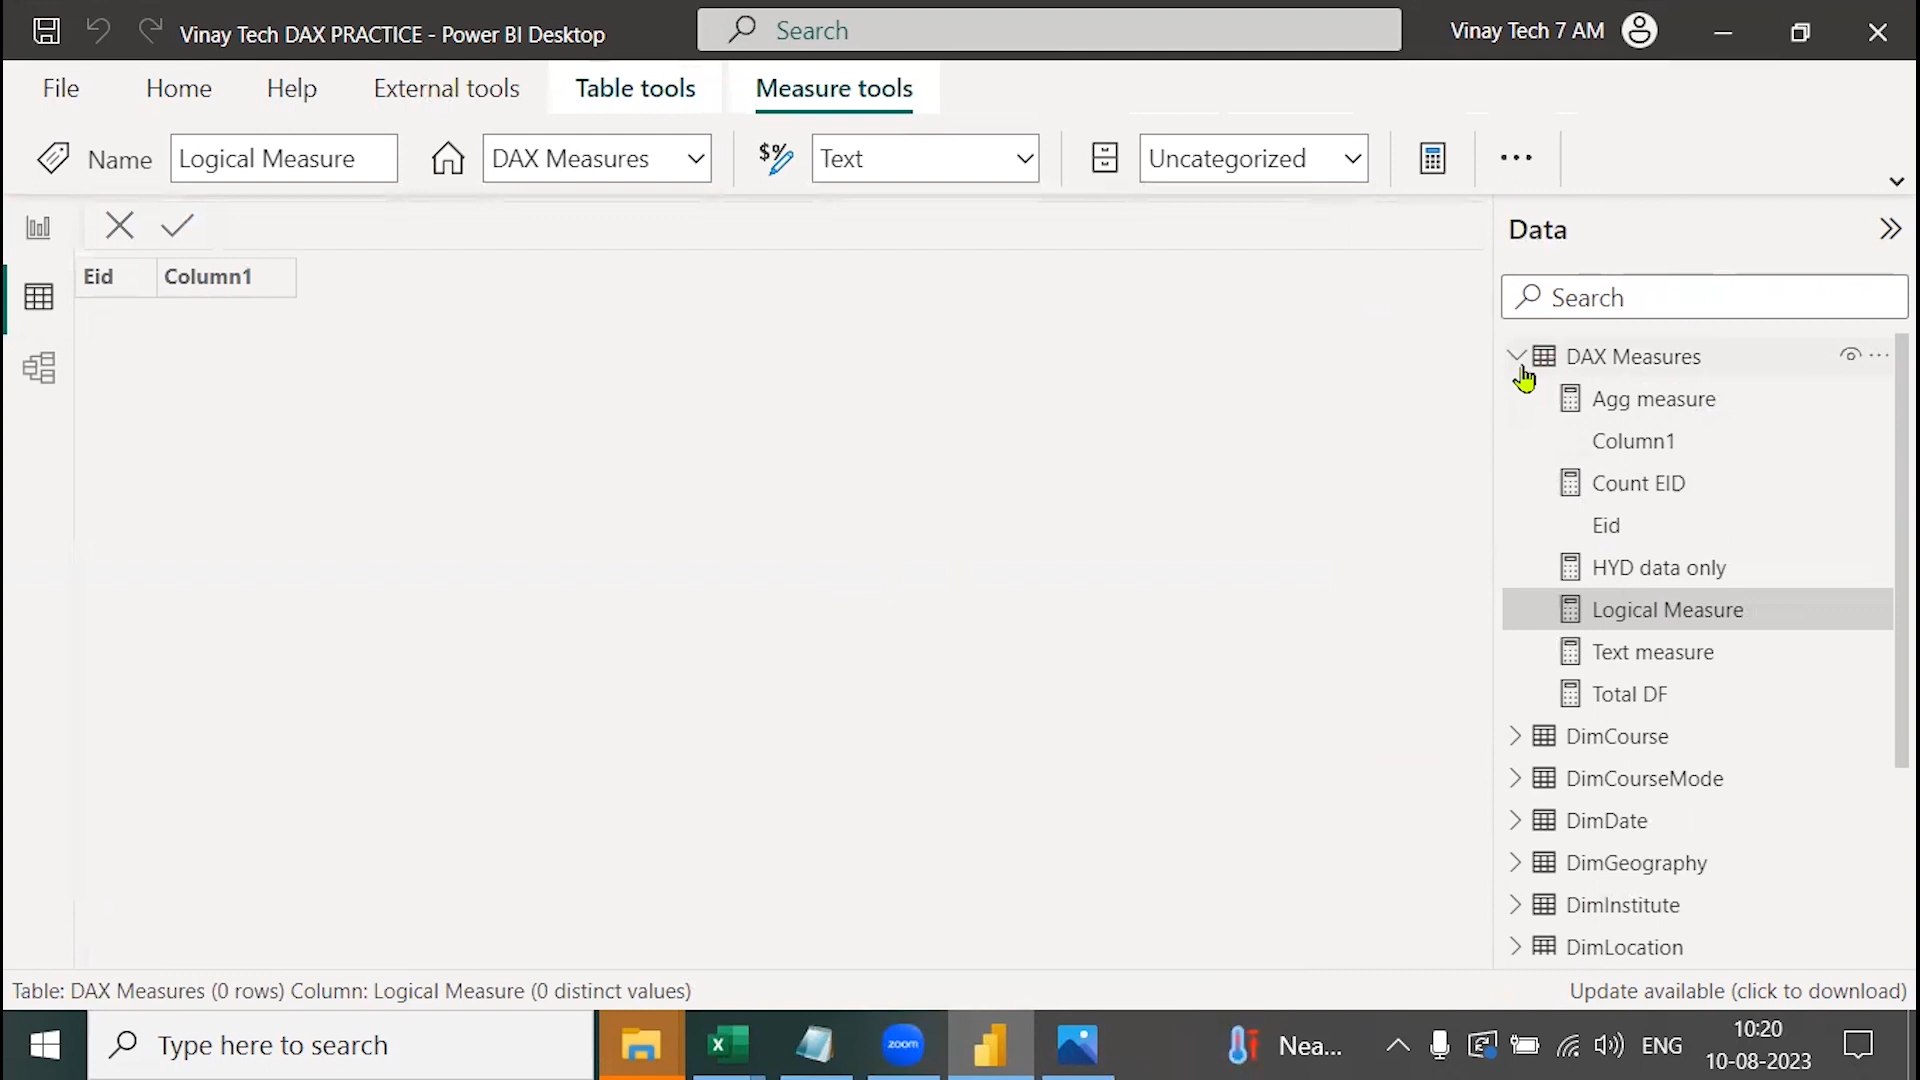 Vinay Tech DAX PRACTICE - Power BI Desktop
Search
Vinay Tech 7 AM
File
Home
Help
External tools
Table tools
Measure tools
Name
Logical Measure
DAX Measures
$%
Text
Uncategorized
Data
Eid
Column1
Search
DAX Measures
Agg measure
Column1
Count EID
Eid
HYD data only
Logical Measure
Text measure
Total DF
DimCourse
DimCourseMode
DimDate
DimGeography
DimInstitute
DimLocation
Table: DAX Measures (0 rows) Column: Logical Measure (0 distinct values)
Update available (click to download)
Type here to search
zoom
Nea...
ENG
10:20
10-08-2023